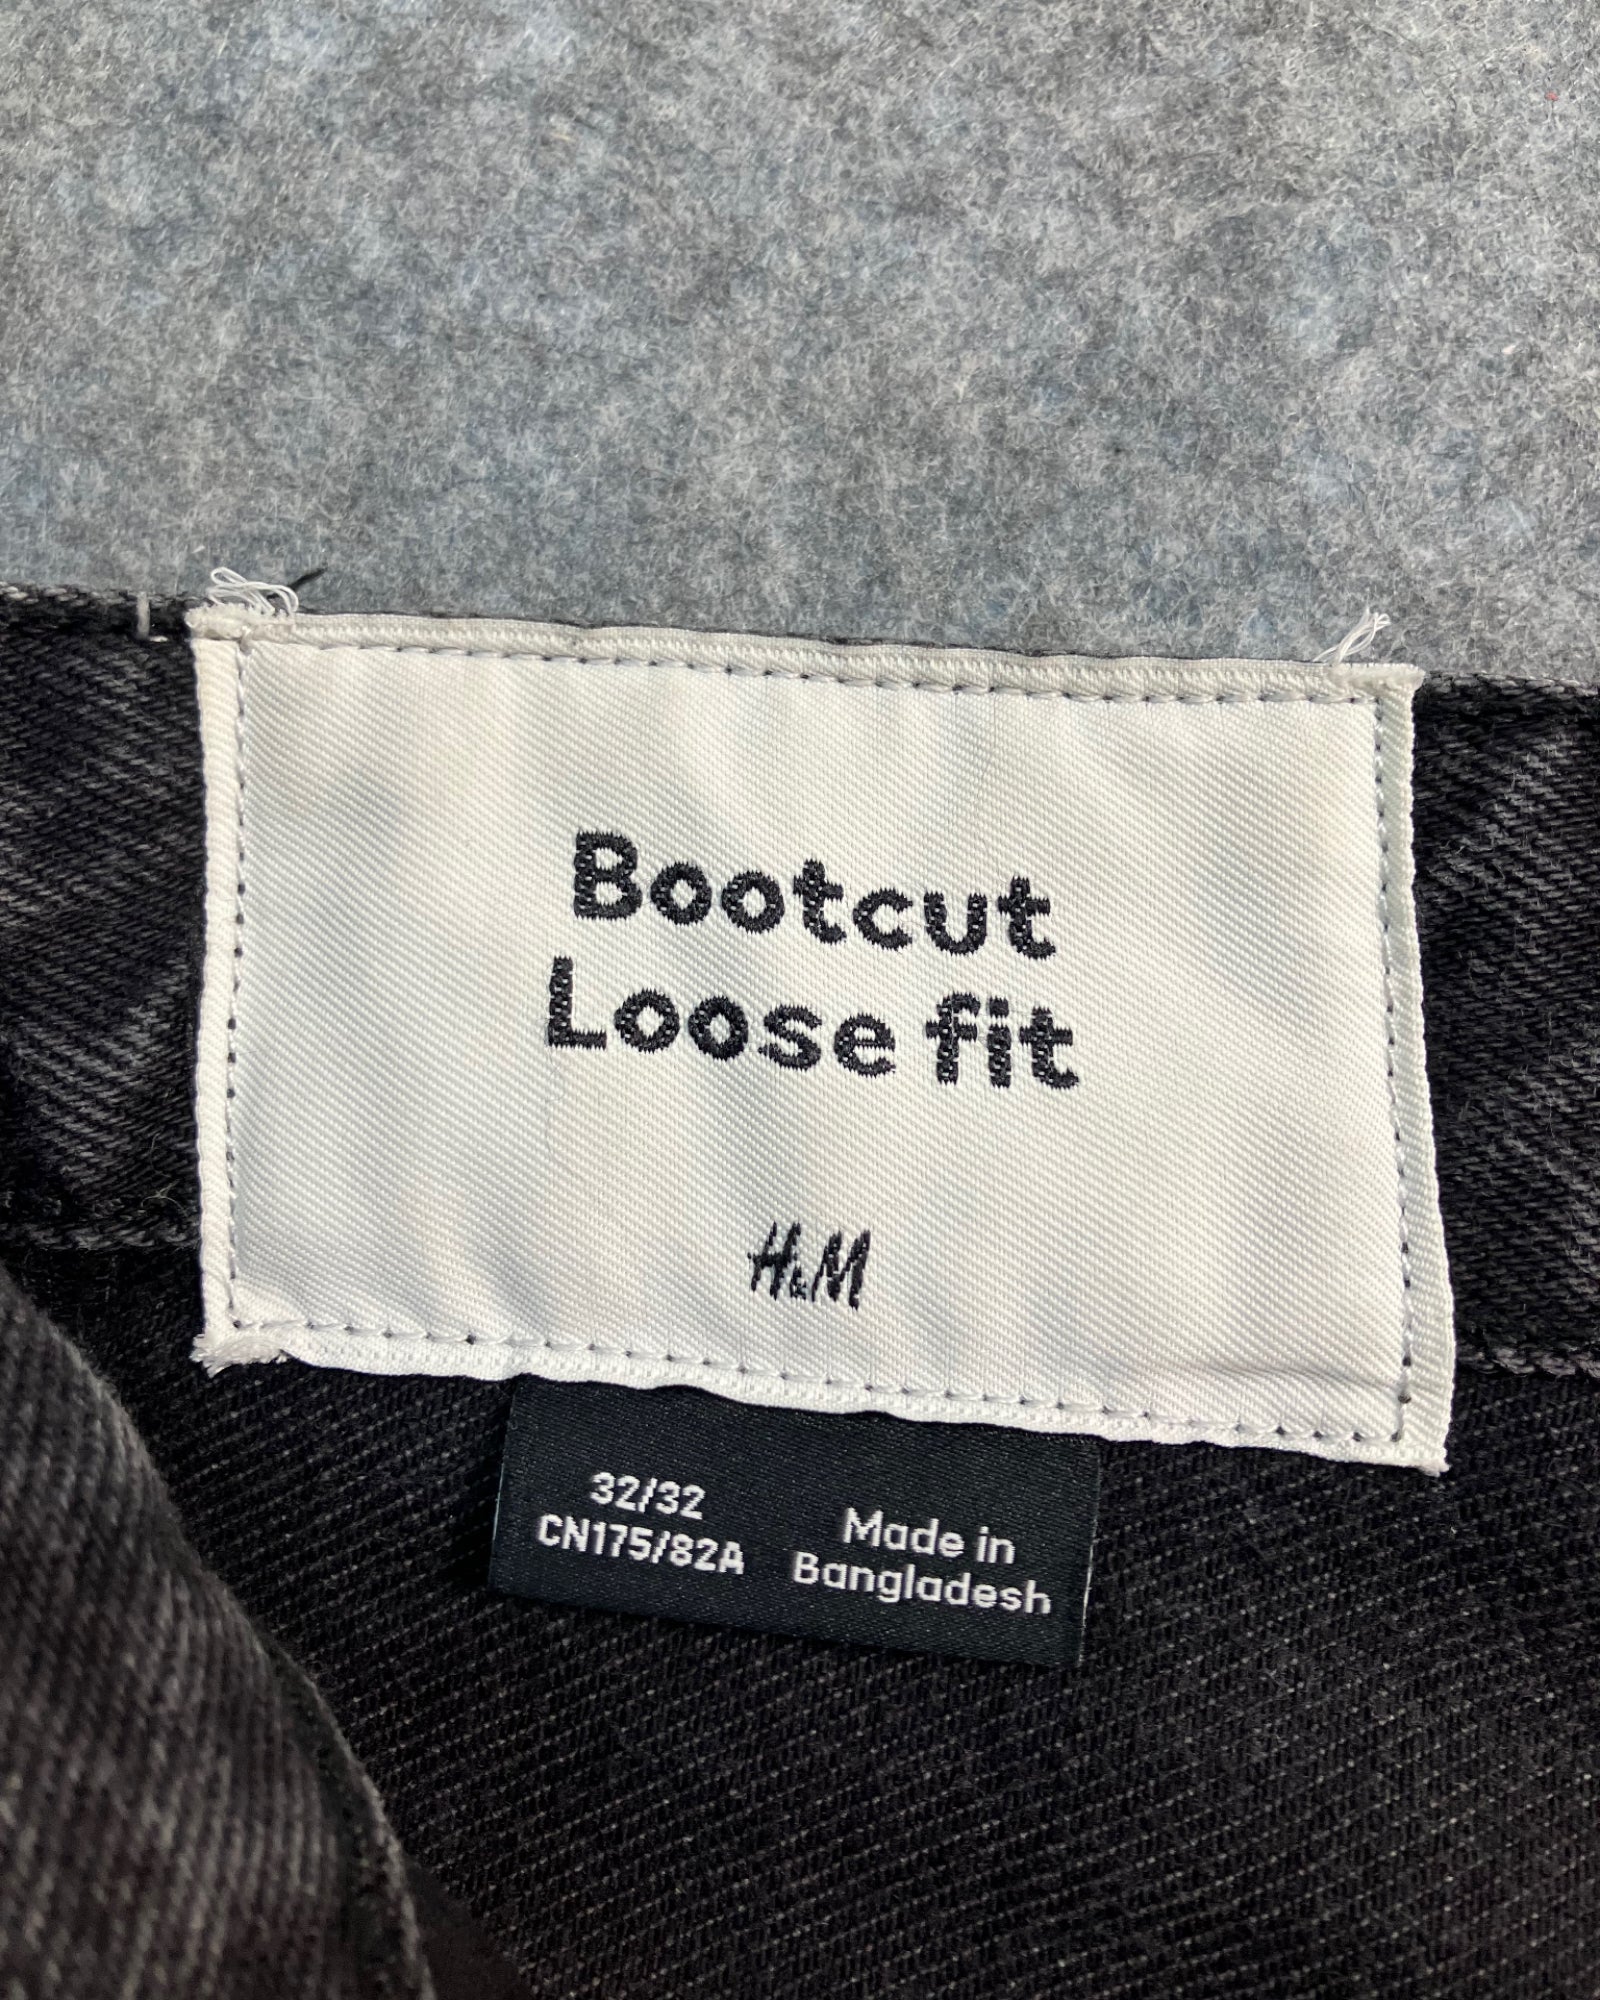 Bootcut
Loose fit
H&M
32/32
CN175/82A
Made in
Bangladesh